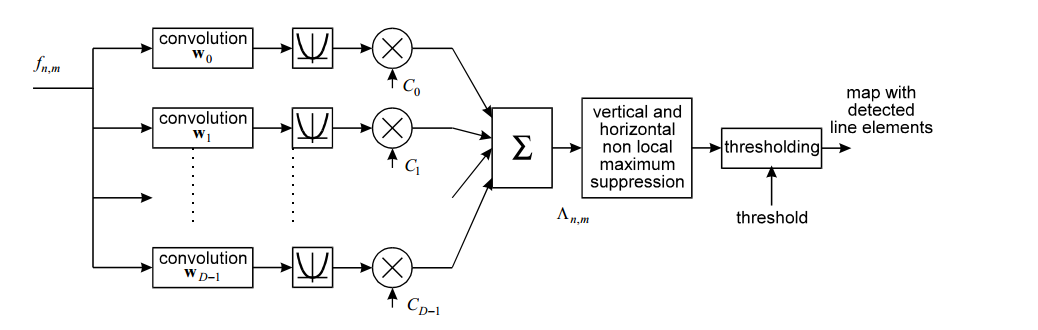 f_{n,m}
convolution
w_0
C_0
convolution
w_1
C_1
convolution
w_{D−1}
C_{D−1}
Σ
Λ_{n,m}
vertical and
horizontal
non local
maximum
suppression
thresholding
threshold
map with
detected
line elements